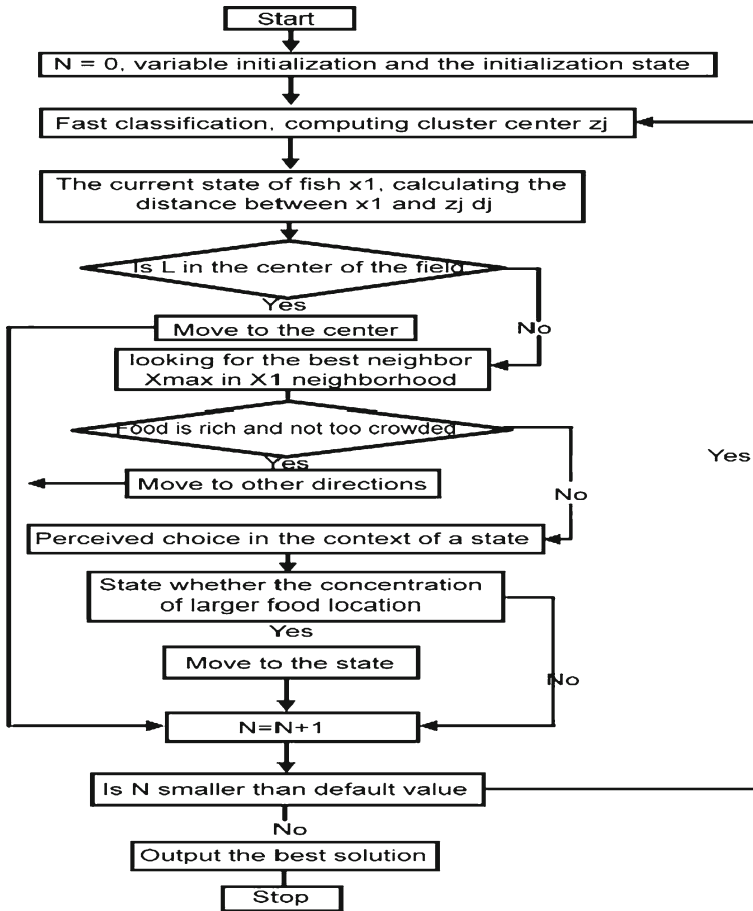 Start
N = 0, variable initialization and the initialization state
Fast classification, computing cluster center zj
The current state of fish x1, calculating the
distance between x1 and zj dj
Is L in the center of the field
Yes
No
Move to the center
looking for the best neighbor
Xmax in X1 neighborhood
Food is rich and not too crowded
Yes
Yes
Move to other directions
No
Perceived choice in the context of a state
State whether the concentration
of larger food location
Yes
Move to the state
No
N=N+1
Is N smaller than default value
No
Output the best solution
Stop